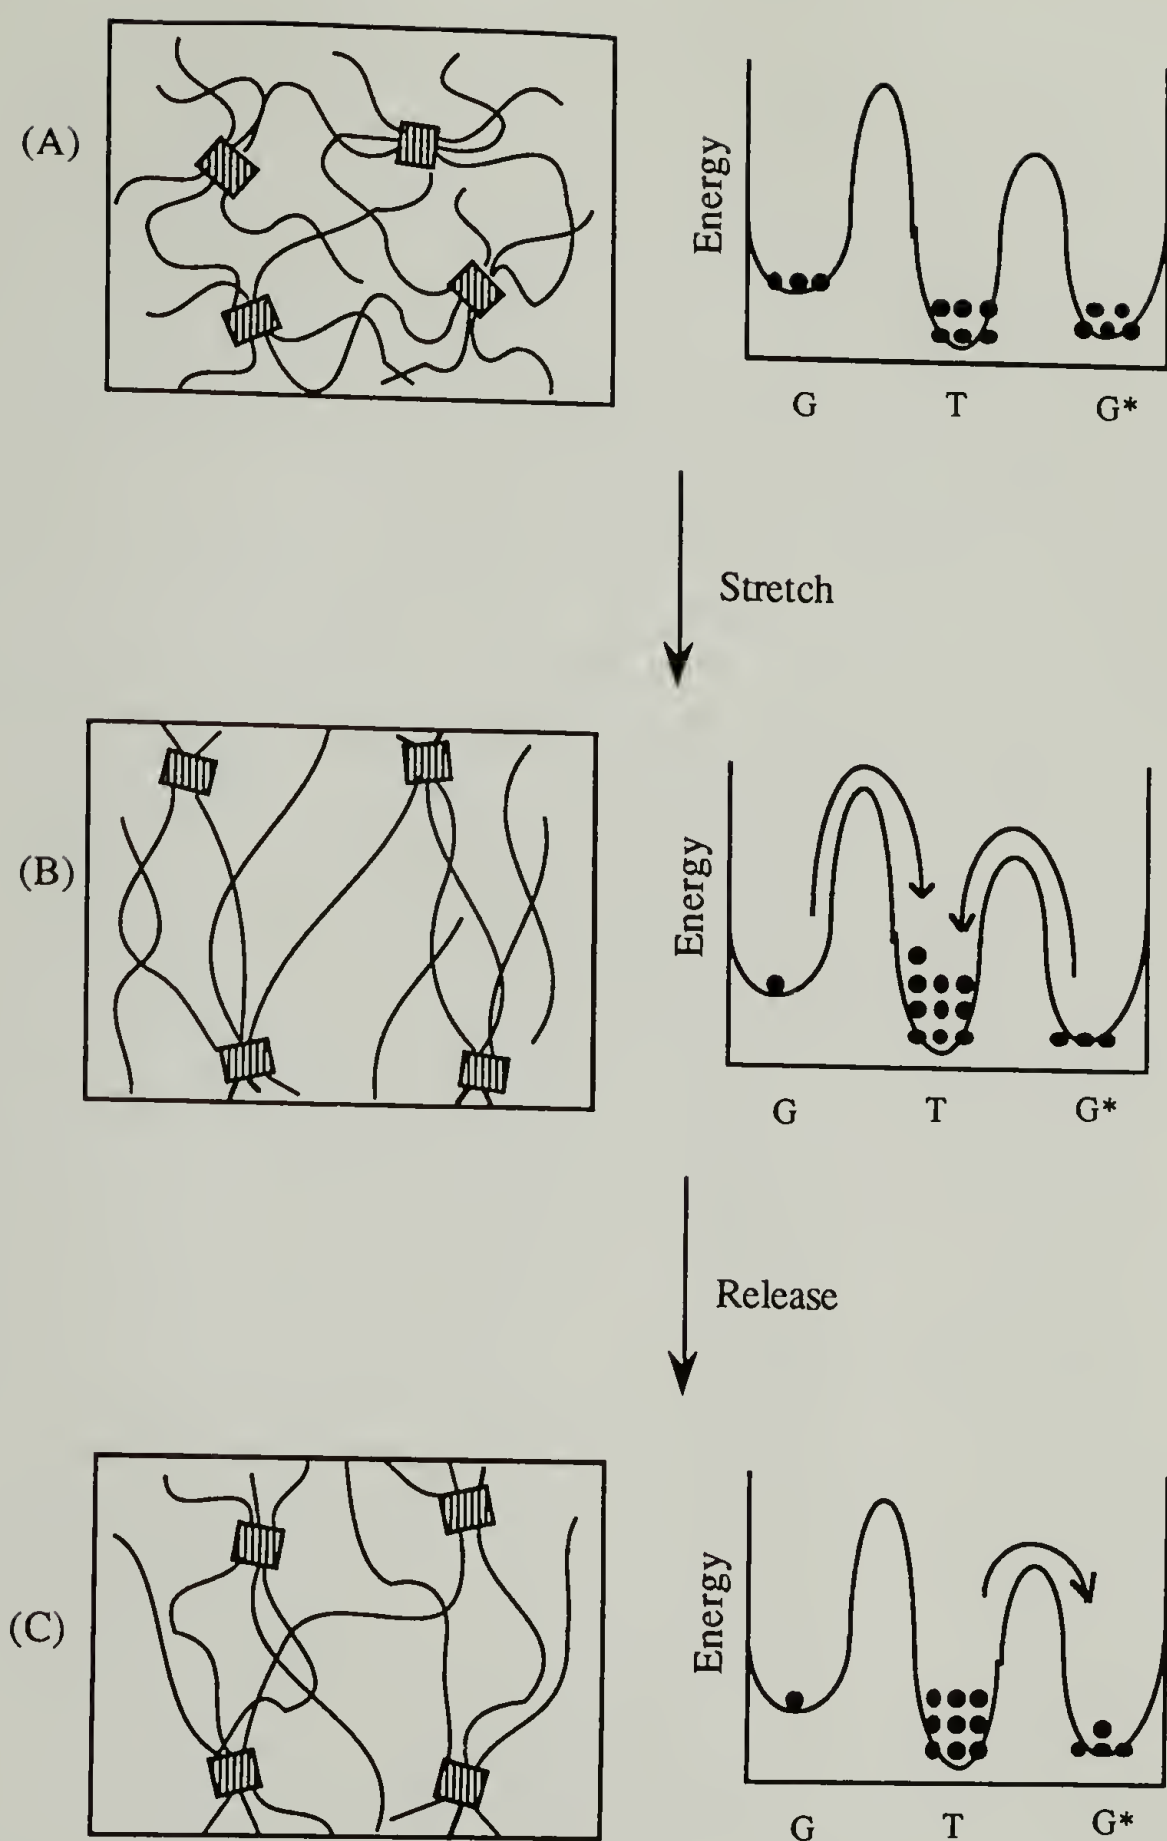 (A)
Energy
G T G*
Stretch
(B)
Energy
G T G*
Release
(C)
Energy
G T G*